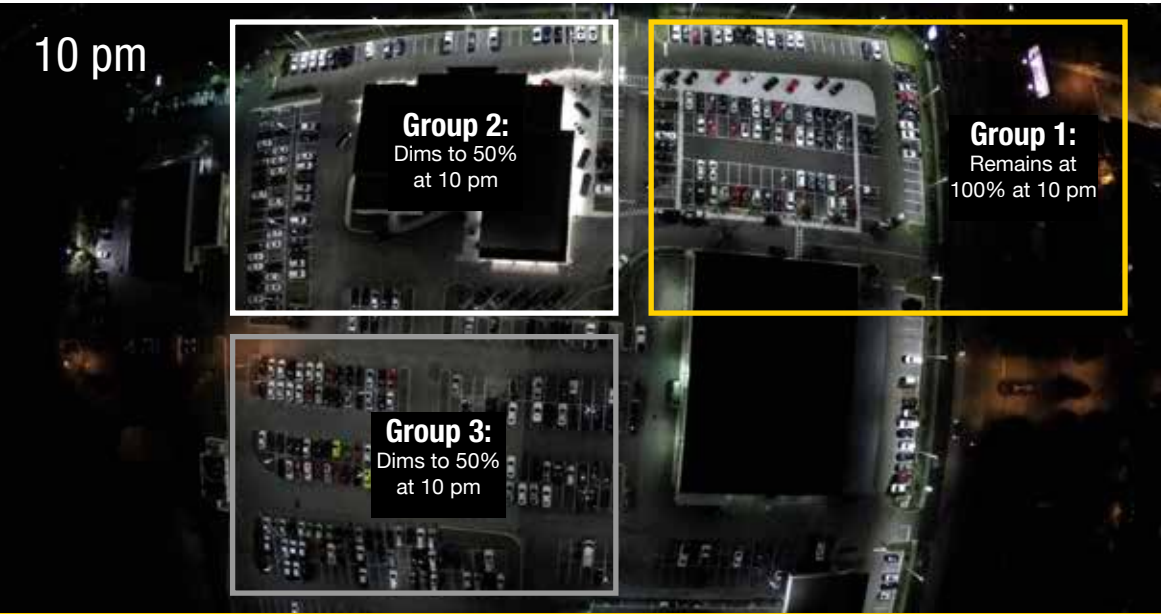 10 pm
Group 2:
Dims to 50%
at 10 pm
Group 1:
Remains at
100% at 10 pm
Group 3:
Dims to 50%
at 10 pm